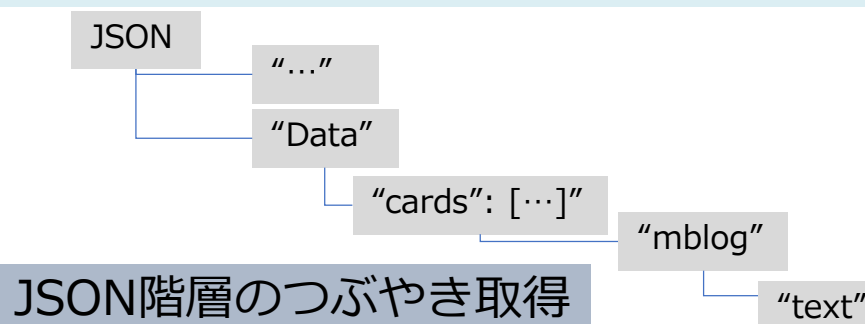 JSON
“…”
“Data”
“cards”: […]”
“mblog”
JSON階層のつぶやき取得
“text”